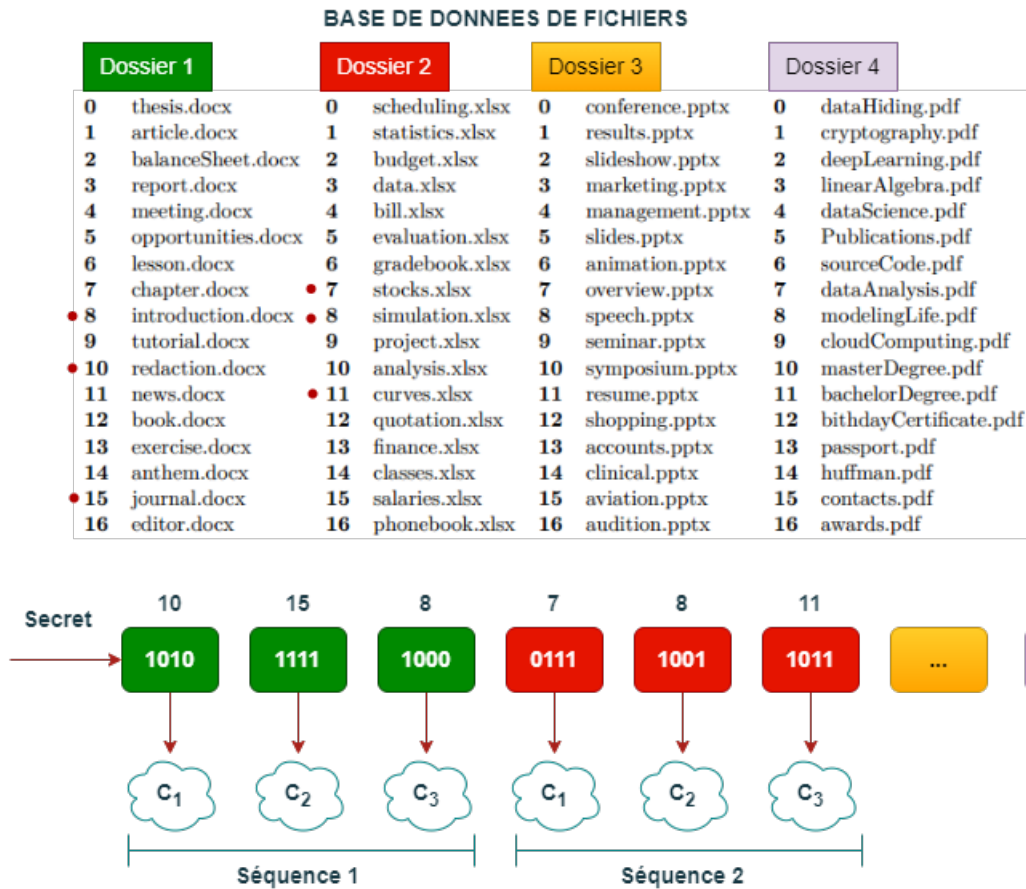 BASE DE DONNEES DE FICHIERS
Dossier 1 Dossier 2 Dossier 3 Dossier 4
0 thesis.docx 0 scheduling.xlsx 0 conference.pptx 0 dataHiding.pdf
1 article.docx 1 statistics.xlsx 1 results.pptx 1 cryptography.pdf
2 balanceSheet.docx 2 budget.xlsx 2 slideshow.pptx 2 deepLearning.pdf
3 report.docx 3 data.xlsx 3 marketing.pptx 3 linearAlgebra.pdf
4 meeting.docx 4 bill.xlsx 4 management.pptx 4 dataScience.pdf
5 opportunities.docx 5 evaluation.xlsx 5 slides.pptx 5 Publications.pdf
6 lesson.docx 6 gradebook.xlsx 6 animation.pptx 6 sourceCode.pdf
7 chapter.docx 7 stocks.xlsx 7 overview.pptx 7 dataAnalysis.pdf
8 introduction.docx 8 simulation.xlsx 8 speech.pptx 8 modelingLife.pdf
9 tutorial.docx 9 project.xlsx 9 seminar.pptx 9 cloudComputing.pdf
10 redaction.docx 10 analysis.xlsx 10 symposium.pptx 10 masterDegree.pdf
11 news.docx 11 curves.xlsx 11 resume.pptx 11 bachelorDegree.pdf
12 book.docx 12 quotation.xlsx 12 shopping.pptx 12 bithdayCertificate.pdf
13 exercise.docx 13 finance.xlsx 13 accounts.pptx 13 passport.pdf
14 anthem.docx 14 classes.xlsx 14 clinical.pptx 14 huffman.pdf
15 journal.docx 15 salaries.xlsx 15 aviation.pptx 15 contacts.pdf
16 editor.docx 16 phonebook.xlsx 16 audition.pptx 16 awards.pdf
10 15 8 7 8 11
Secret
1010 1111 1000 0111 1001 1011 ...
C1 C2 C3 C1 C2 C3
Séquence 1 Séquence 2